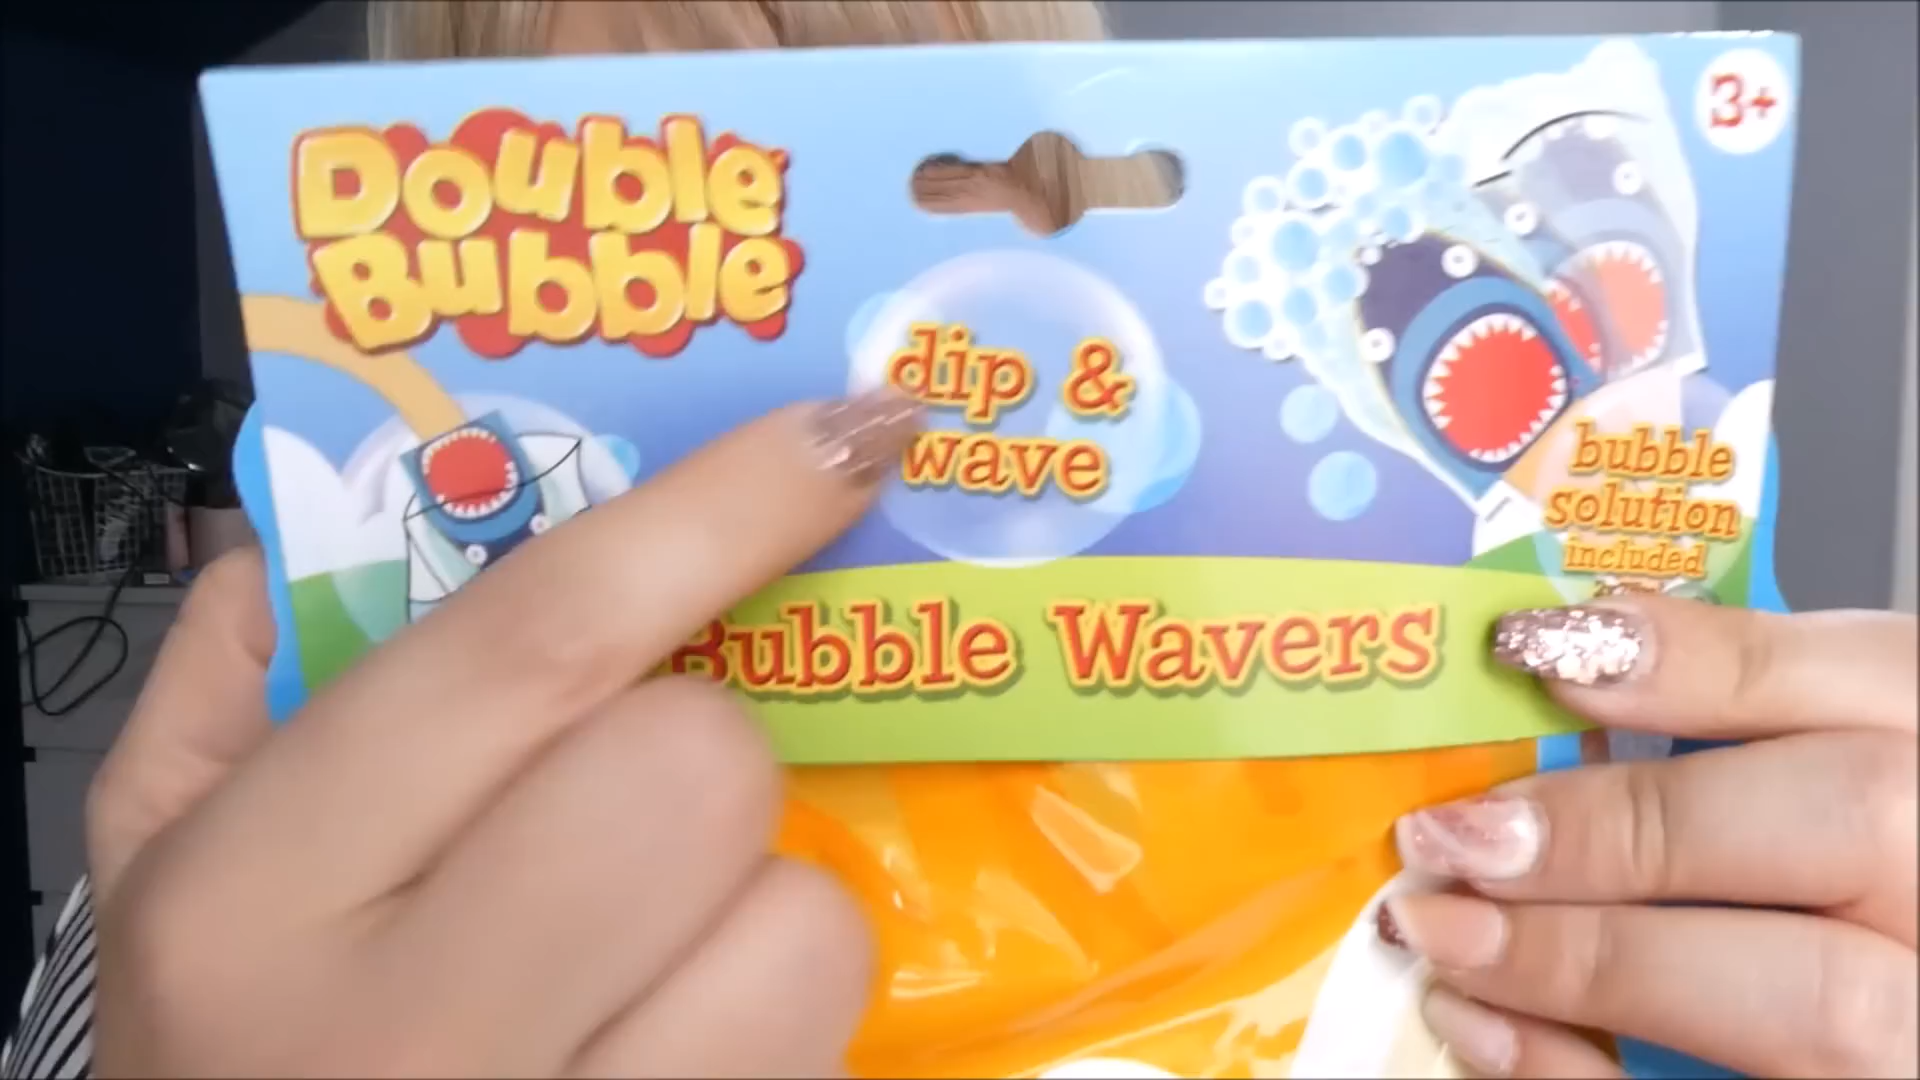 Double
Bubble
3+
dip &
wave
bubble
solution
included
Bubble Wavers